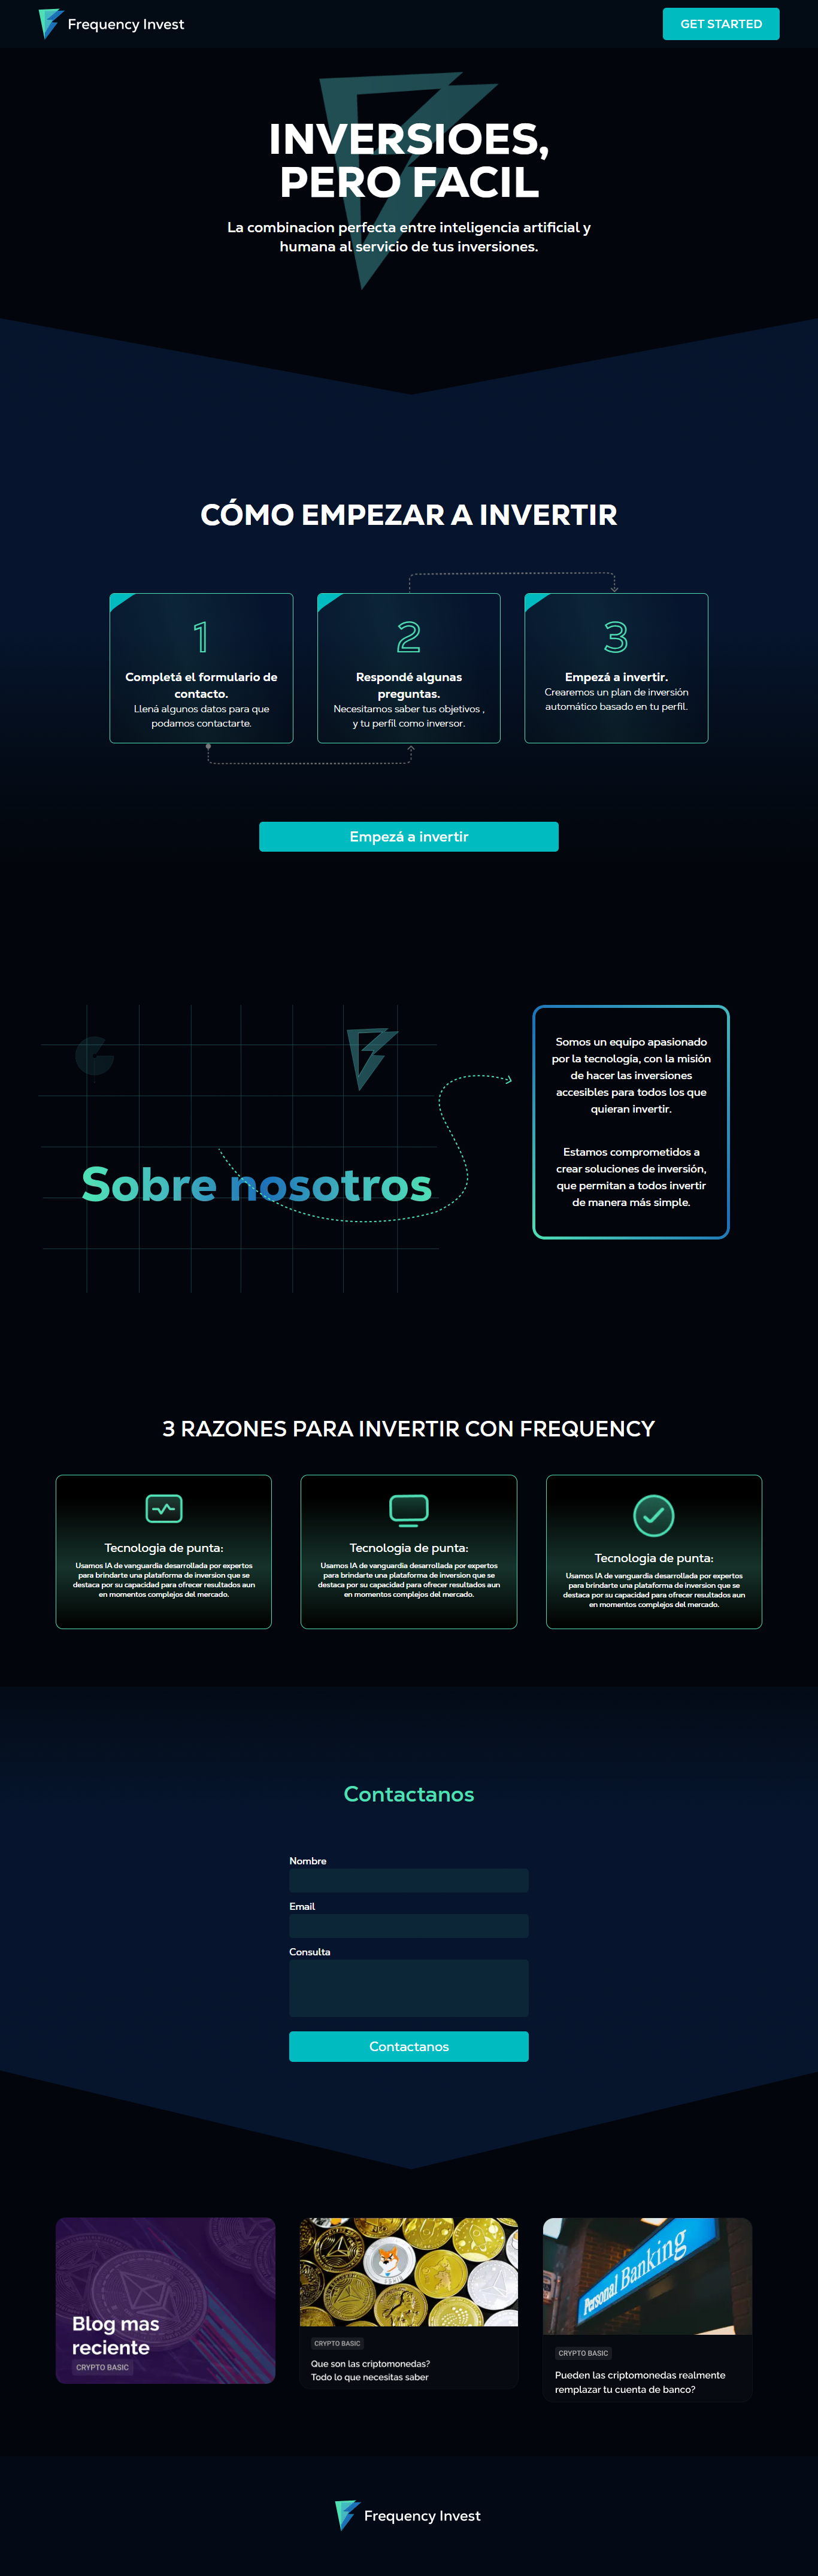 Frequency Invest
GET STARTED
INVERSIOES,
PERO FACIL
La combinacion perfecta entre inteligencia artificial y
humana al servicio de tus inversiones.
CÓMO EMPEZAR A INVERTIR
1
Completá el formulario de
contacto.
Llená algunos datos para que
podamos contactarte.
2
Respondé algunas
preguntas.
Necesitamos saber tus objetivos ,
y tu perfil como inversor.
3
Empezá a invertir.
Crearemos un plan de inversión
automático basado en tu perfil.
Empezá a invertir
Sobre nosotros
Somos un equipo apasionado
por la tecnología, con la misión
de hacer las inversiones
accesibles para todos los que
quieran invertir.
Estamos comprometidos a
crear soluciones de inversión,
que permitan a todos invertir
de manera más simple.
3 RAZONES PARA INVERTIR CON FREQUENCY
Tecnologia de punta:
Usamos IA de vanguardia desarrollada por expertos
para brindarte una plataforma de inversion que se
destaca por su capacidad para ofrecer resultados aun
en momentos complejos del mercado.
Tecnologia de punta:
Usamos IA de vanguardia desarrollada por expertos
para brindarte una plataforma de inversion que se
destaca por su capacidad para ofrecer resultados aun
en momentos complejos del mercado.
Tecnologia de punta:
Usamos IA de vanguardia desarrollada por expertos
para brindarte una plataforma de inversion que se
destaca por su capacidad para ofrecer resultados aun
en momentos complejos del mercado.
Contactanos
Nombre
Email
Consulta
Contactanos
Blog mas
reciente
CRYPTO BASIC
CRYPTO BASIC
Que son las criptomonedas?
Todo lo que necesitas saber
Personal Banking
CRYPTO BASIC
Pueden las criptomonedas realmente
remplazar tu cuenta de banco?
Frequency Invest